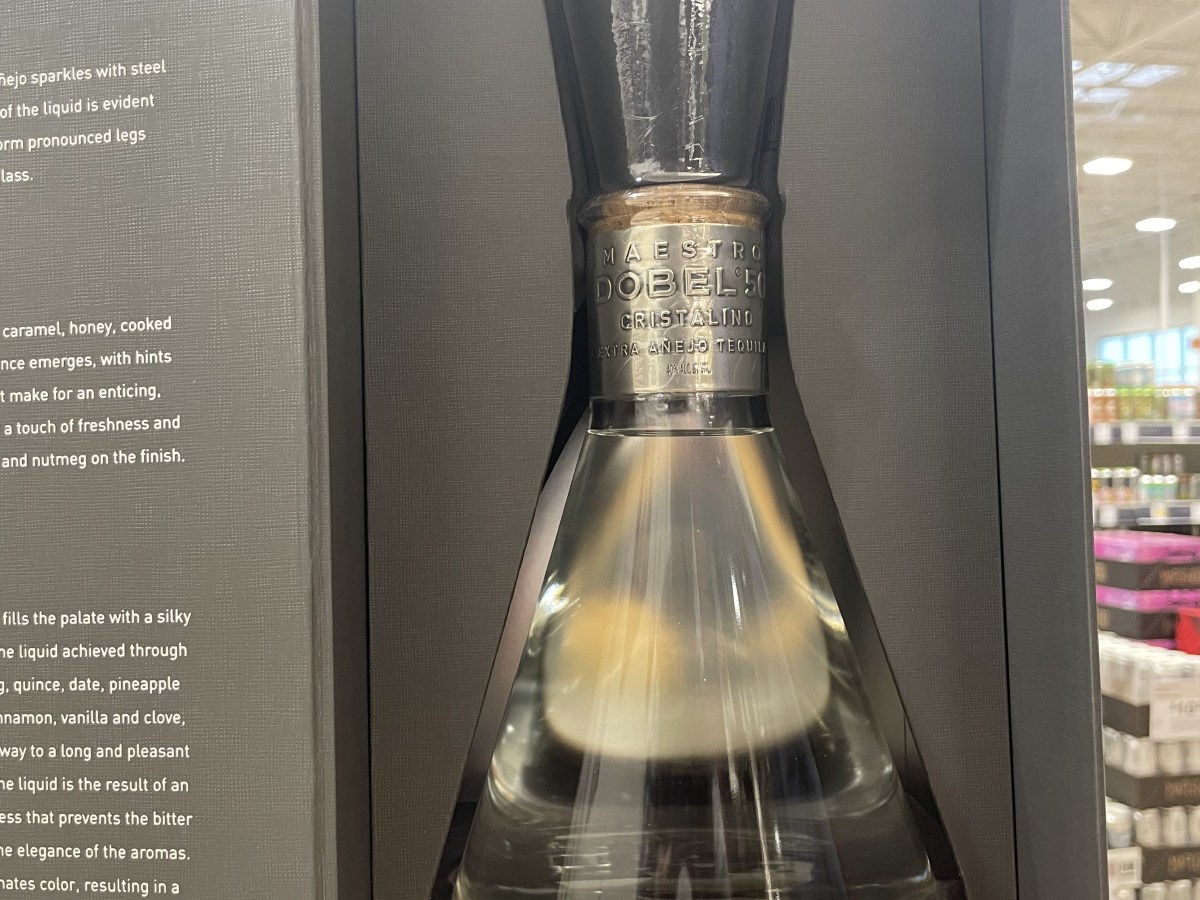 ñejo sparkles with steel
of the liquid is evident
orm pronounced legs
lass.
caramel, honey, cooked
nce emerges, with hints
t make for an enticing,
a touch of freshness and
and nutmeg on the finish.
fills the palate with a silky
he liquid achieved through
g, quince, date, pineapple
nnamon, vanilla and clove,
way to a long and pleasant
he liquid is the result of an
ess that prevents the bitter
he elegance of the aromas.
nates color, resulting in a
MAESTRO
DOBEL® 50
CRISTALINO
EXTRA AÑEJO TEQUILA